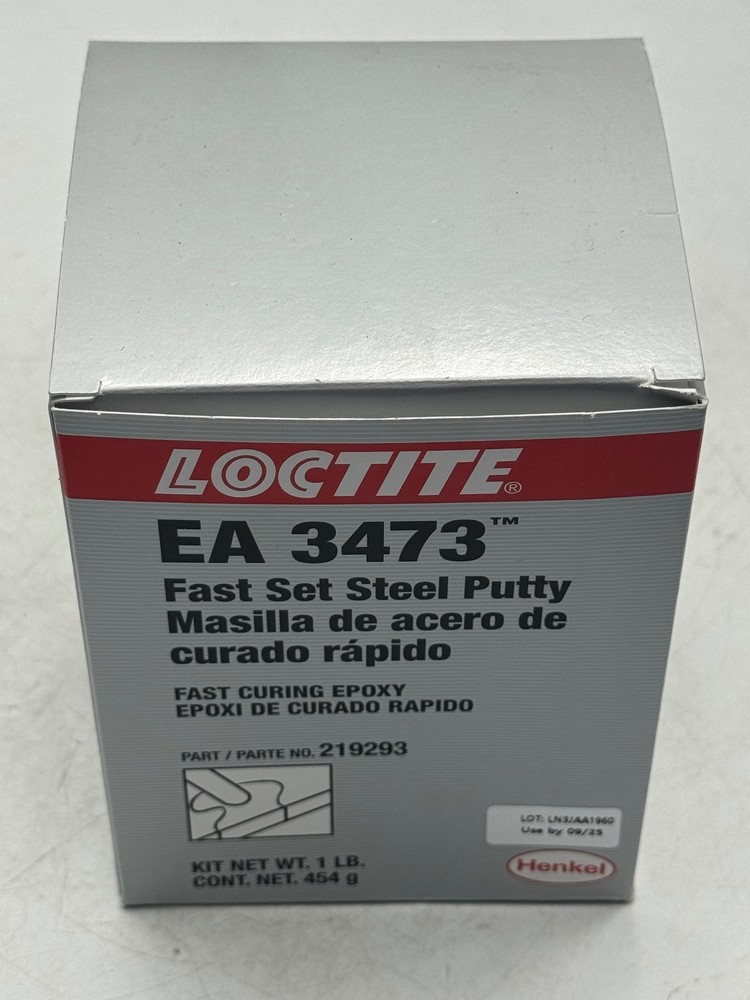 LOCTITE®
EA 3473™
Fast Set Steel Putty
Masilla de acero de
curado rápido
FAST CURING EPOXY
EPOXI DE CURADO RAPIDO
PART / PARTE NO. 219293
LOT: LN3JAA1960
Use by 09/25
KIT NET WT. 1 LB.
CONT. NET. 454 g
Henkel